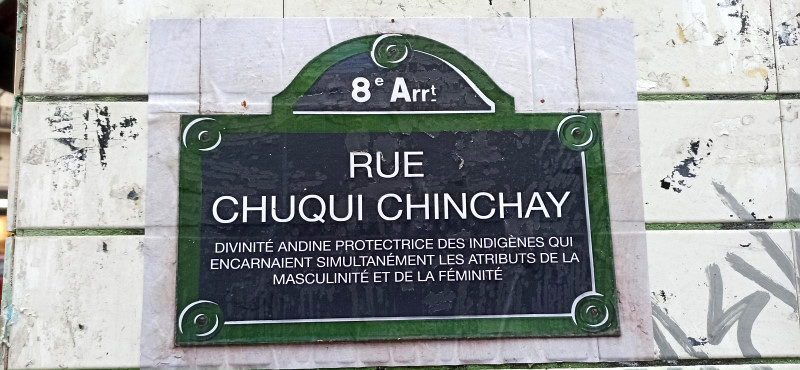 8e Arrt
RUE
CHUQUI CHINCHAY
DIVINITÉ ANDINE PROTECTRICE DES INDIGÈNES QUI
ENCARNAIENT SIMULTANÉMENT LES ATRIBUTS DE LA
MASCULINITÉ ET DE LA FÉMINITÉ